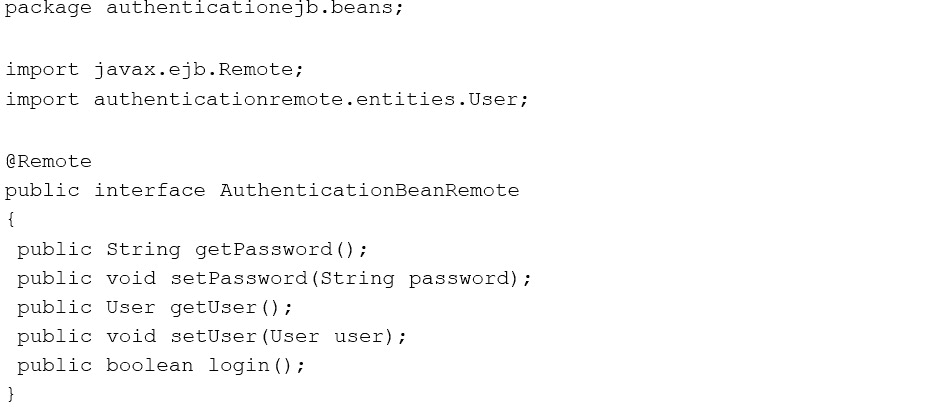 package authenticationejb.beans;
import javax.ejb.Remote;
import authenticationremote.entities.User;
@Remote
public interface AuthenticationBeanRemote
{
public String getPassword();
public void setPassword(String password);
public User getUser();
public void setUser(User user);
public boolean login();
}